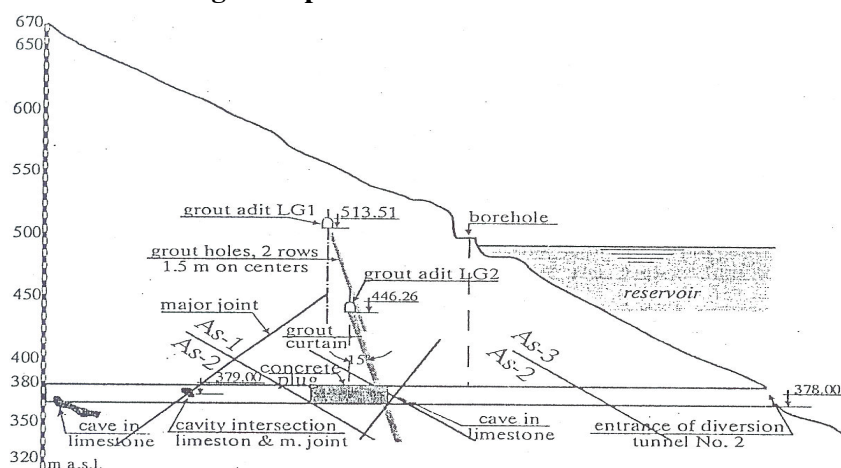 670
650
600
550
500
450
400
380
350
320
m a.s.l.
grout adit LG1
513.51
borehole
grout holes, 2 rows
1.5 m on centers
grout adit LG2
446.26
reservoir
major joint
grout
curtain
As-1
As-2
As-3
As-2
15°
concrete
plug
379.00
378.00
cave in
limestone
cavity intersection
limeston & m. joint
cave in
limestone
entrance of diversion
tunnel No. 2